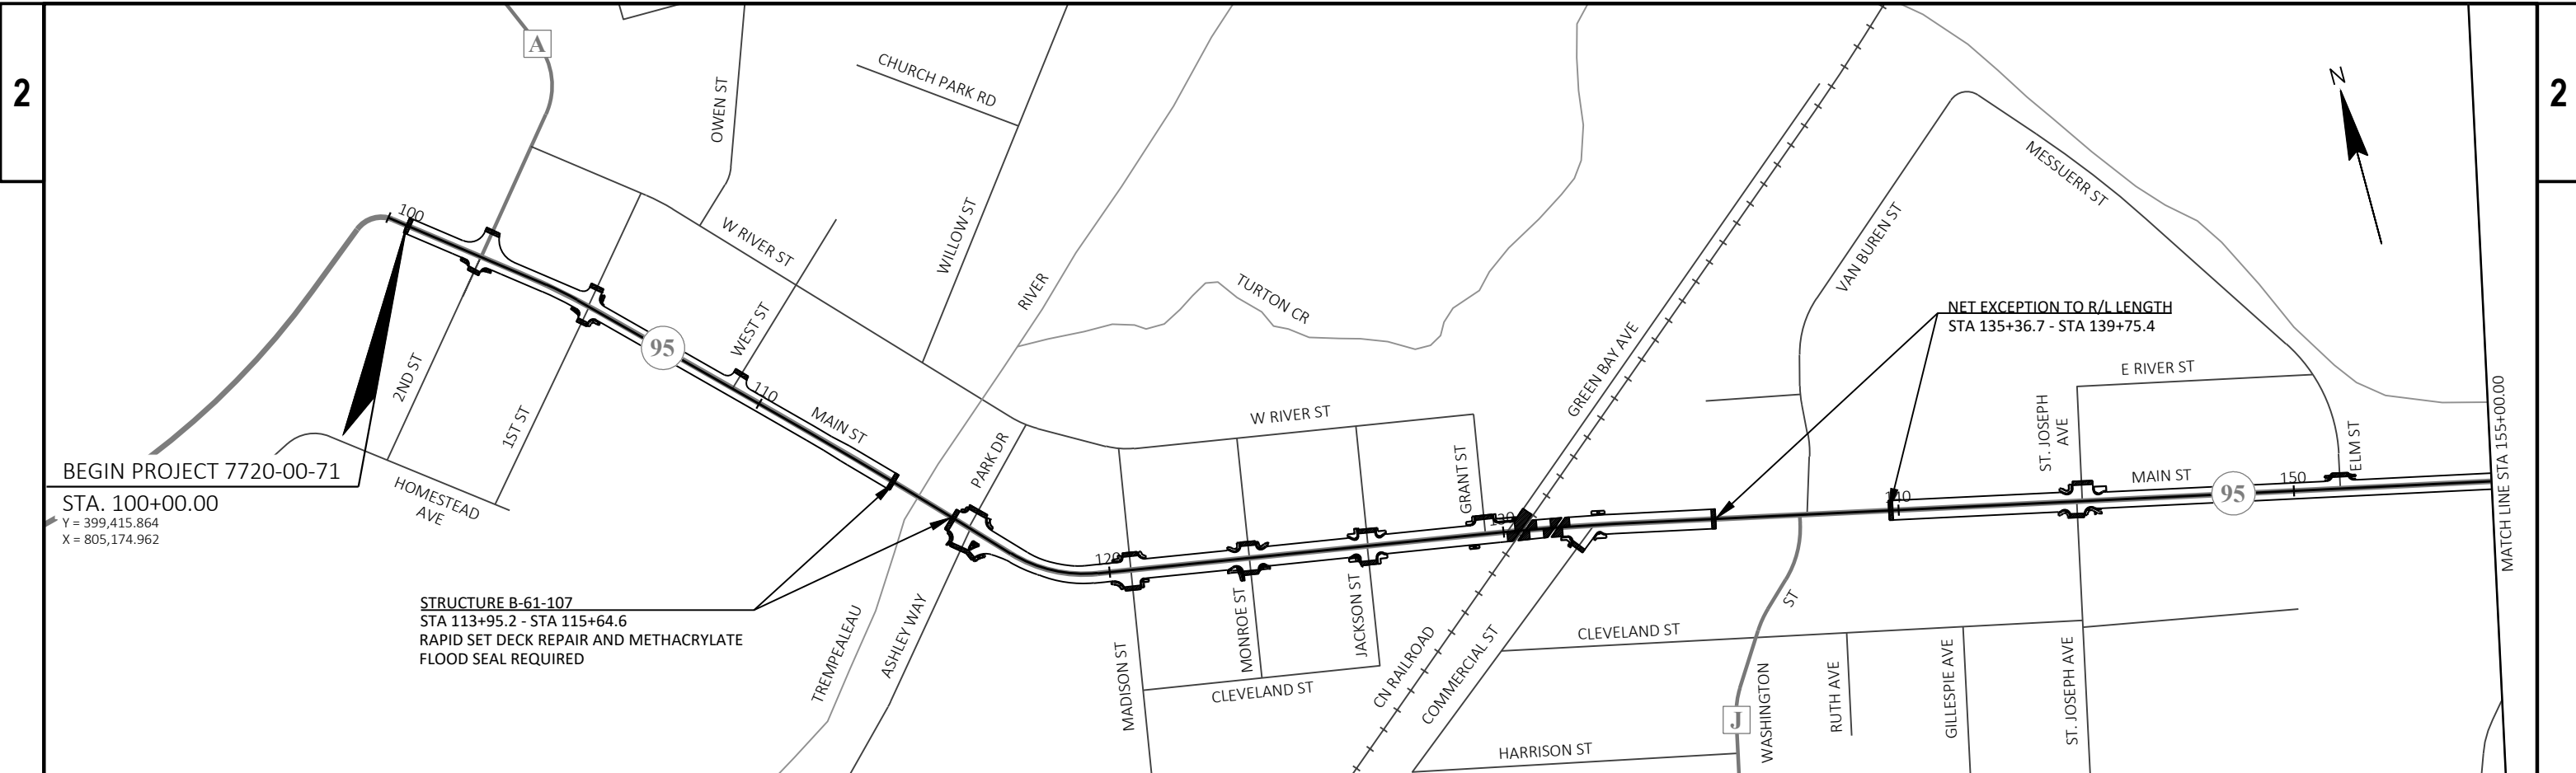 2
2
A
CHURCH PARK RD
OWEN ST
N
MESSUERR ST
100
W RIVER ST
WILLOW ST
VAN BUREN ST
RIVER
TURTON CR
NET EXCEPTION TO R/L LENGTH
STA 135+36.7 - STA 139+75.4
95
WEST ST
GREEN BAY AVE
2ND ST
110
MAIN ST
E RIVER ST
1ST ST
W RIVER ST
PARK DR
GRANT ST
ST. JOSEPH
AVE
ELM ST
MATCH LINE STA 155+00.00
BEGIN PROJECT 7720-00-71
STA. 100+00.00
Y = 399,415.864
X = 805,174.962
HOMESTEAD
AVE
MAIN ST
95
150
140
130
120
STRUCTURE B-61-107
STA 113+95.2 - STA 115+64.6
RAPID SET DECK REPAIR AND METHACRYLATE
FLOOD SEAL REQUIRED
TREMPEALEAU
ASHLEY WAY
MADISON ST
MONROE ST
JACKSON ST
CLEVELAND ST
CN RAILROAD
COMMERCIAL ST
CLEVELAND ST
ST
HARRISON ST
J
WASHINGTON
RUTH AVE
GILLESPIE AVE
ST. JOSEPH AVE